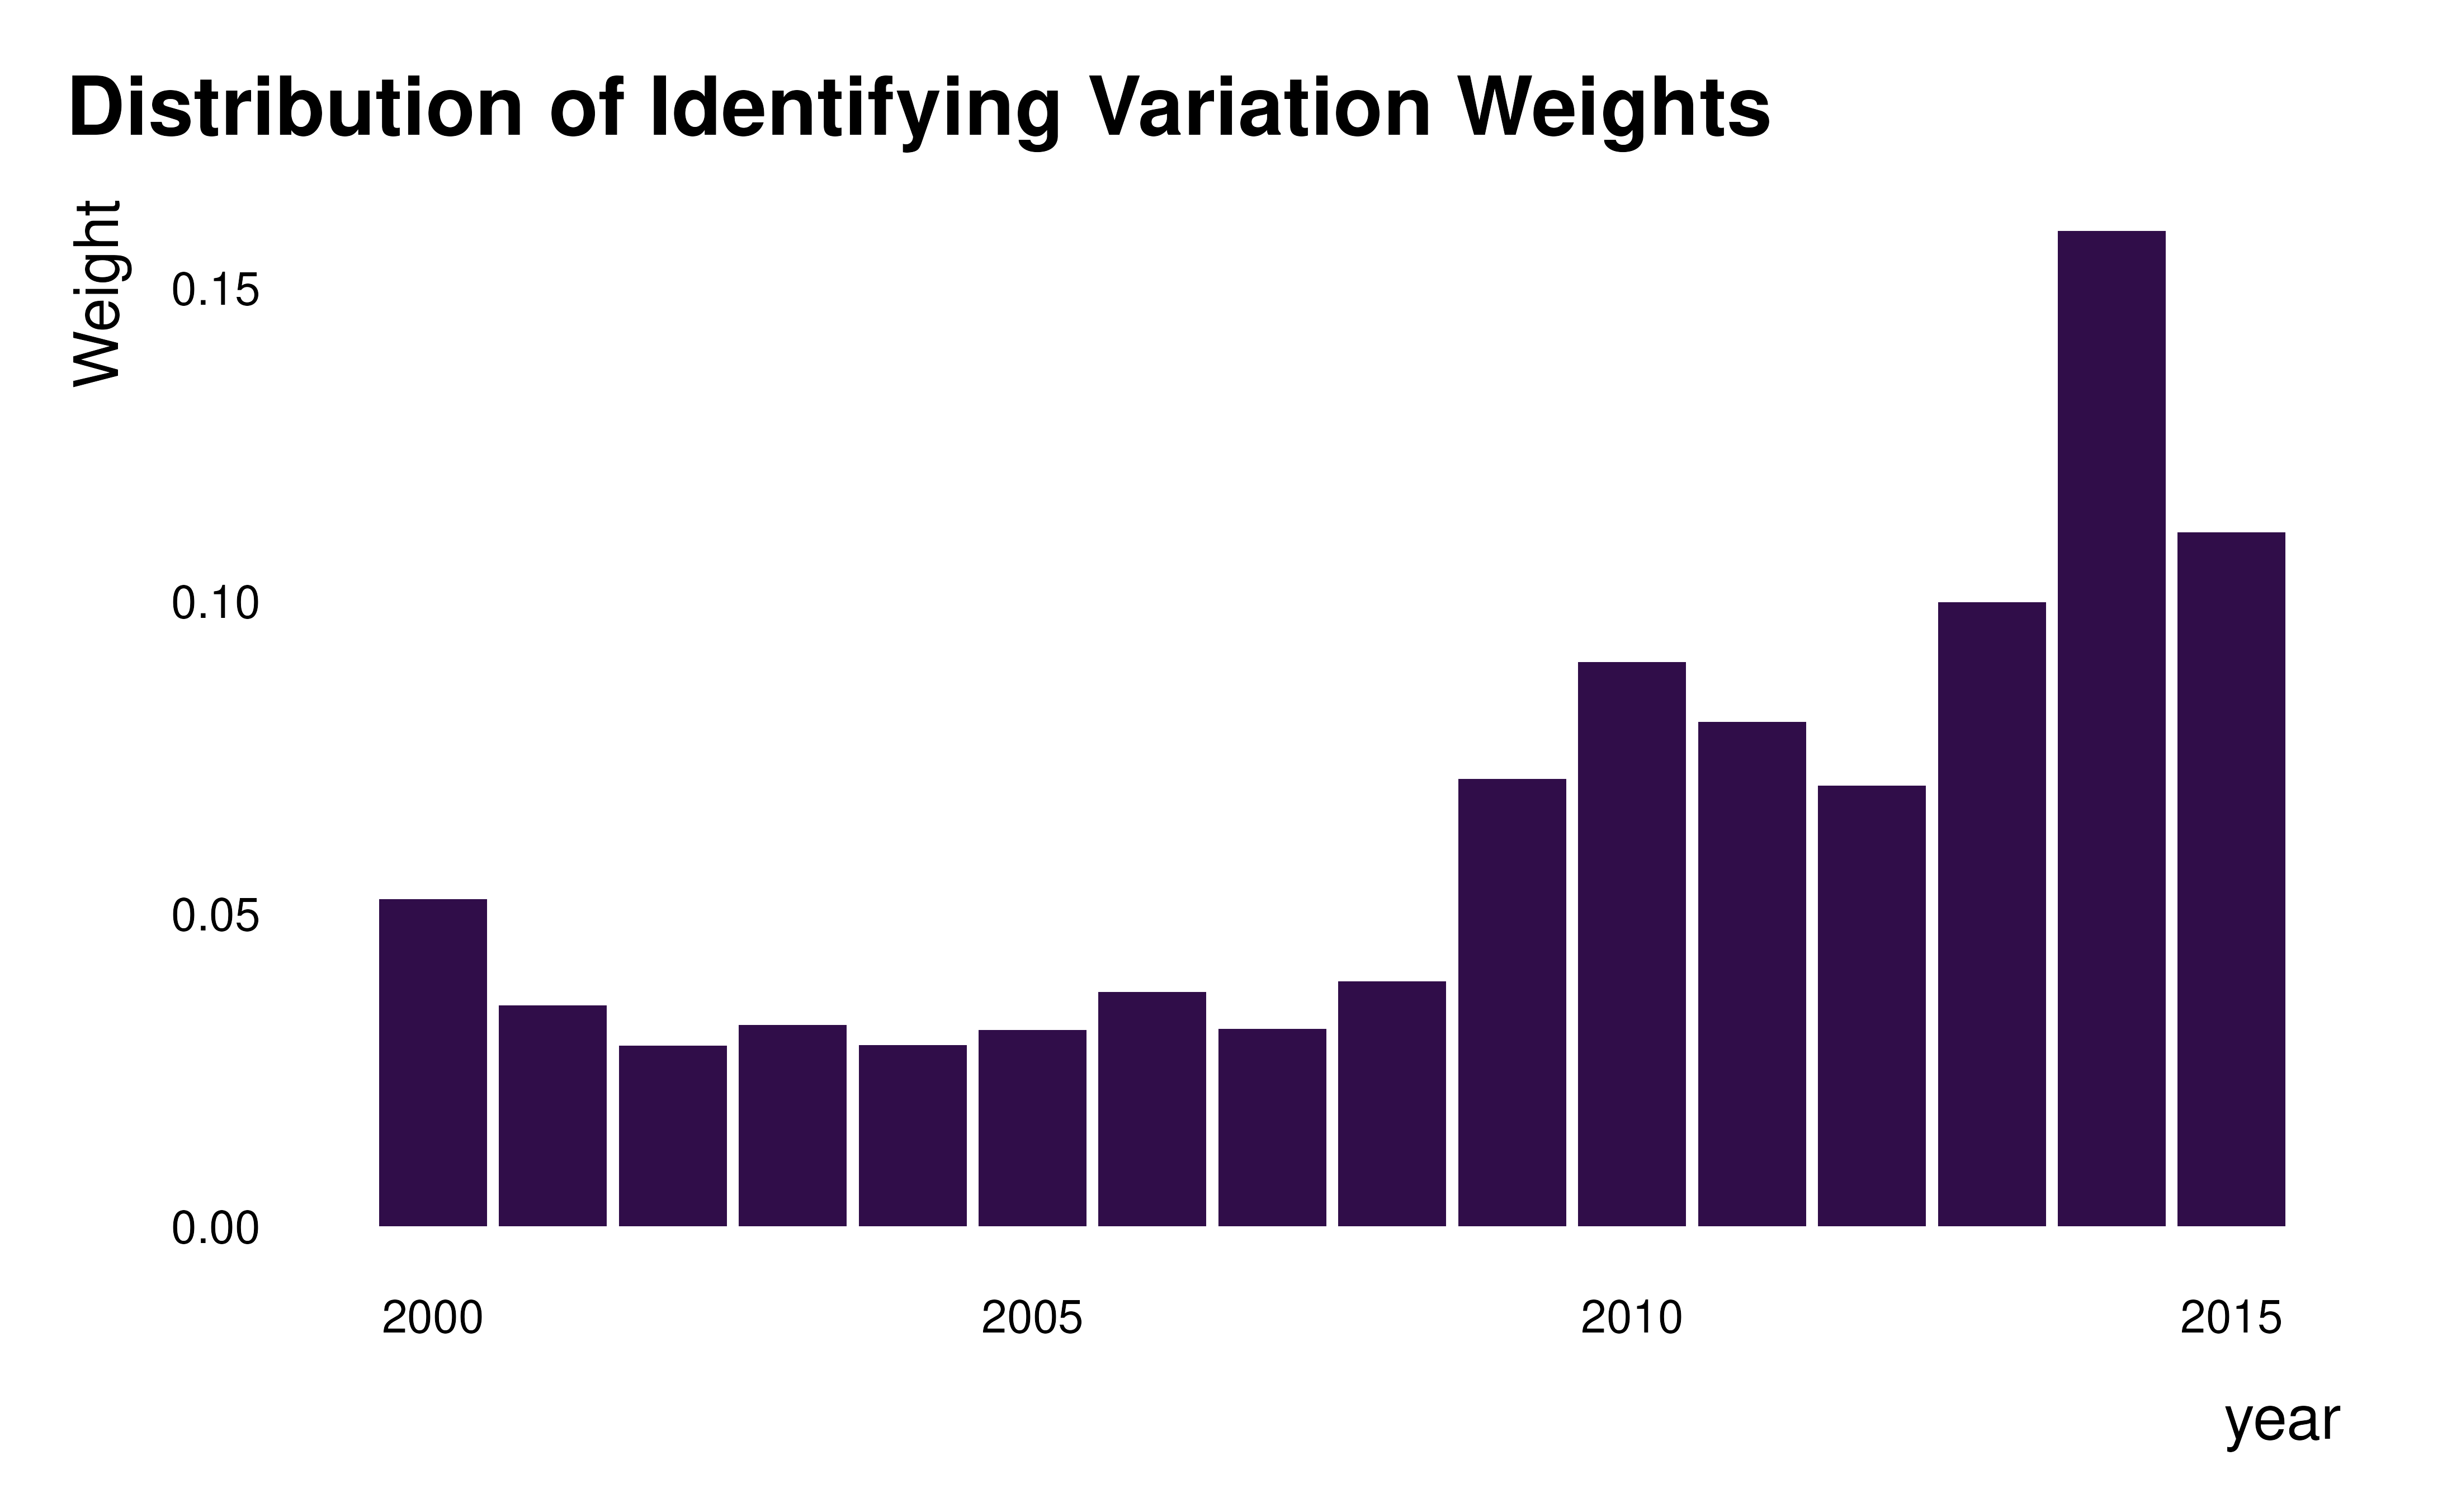 Distribution of Identifying Variation Weights
Weight
0.15
0.10
0.05
0.00
2000 2005 2010 2015
year